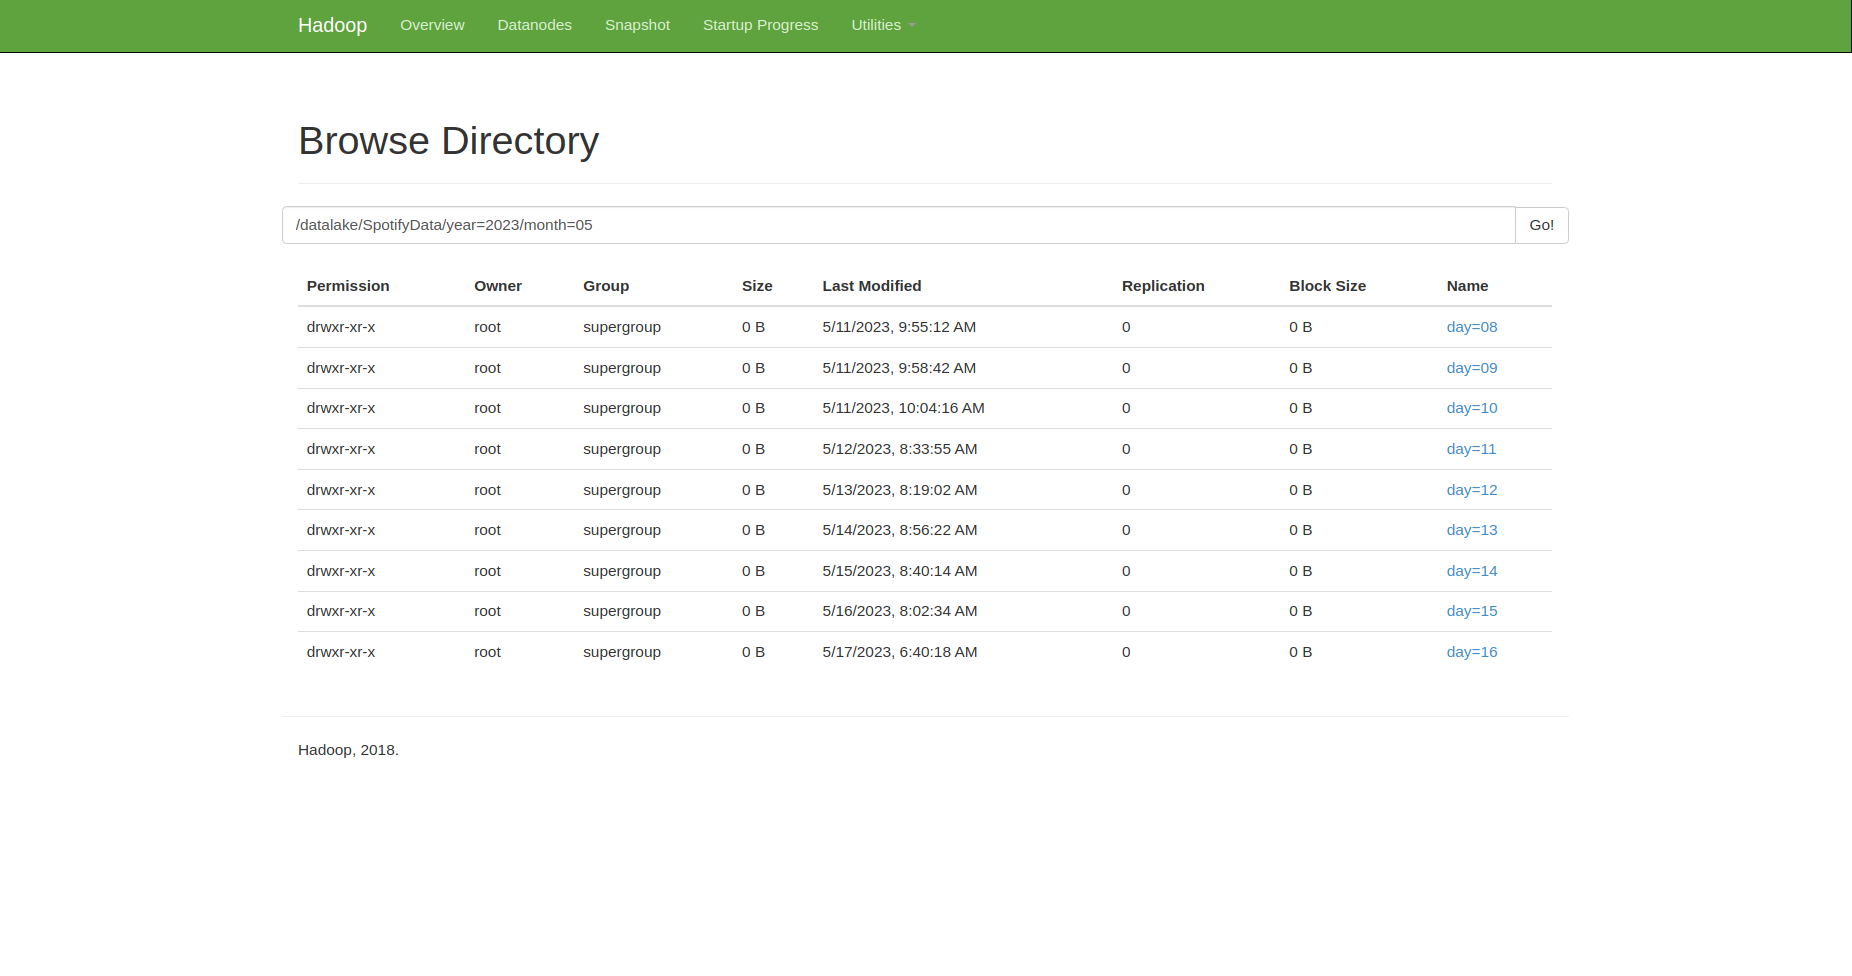 Hadoop Overview Datanodes Snapshot Startup Progress Utilities
Browse Directory
/datalake/SpotifyData/year=2023/month=05 Go!
Permission Owner Group Size Last Modified Replication Block Size Name
drwxr-xr-x root supergroup 0 B 5/11/2023, 9:55:12 AM 0 0 B day=08
drwxr-xr-x root supergroup 0 B 5/11/2023, 9:58:42 AM 0 0 B day=09
drwxr-xr-x root supergroup 0 B 5/11/2023, 10:04:16 AM 0 0 B day=10
drwxr-xr-x root supergroup 0 B 5/12/2023, 8:33:55 AM 0 0 B day=11
drwxr-xr-x root supergroup 0 B 5/13/2023, 8:19:02 AM 0 0 B day=12
drwxr-xr-x root supergroup 0 B 5/14/2023, 8:56:22 AM 0 0 B day=13
drwxr-xr-x root supergroup 0 B 5/15/2023, 8:40:14 AM 0 0 B day=14
drwxr-xr-x root supergroup 0 B 5/16/2023, 8:02:34 AM 0 0 B day=15
drwxr-xr-x root supergroup 0 B 5/17/2023, 6:40:18 AM 0 0 B day=16
Hadoop, 2018.